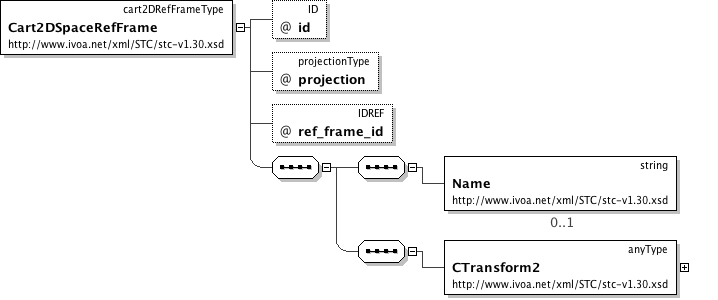 cart2DRefFrameType
Cart2DSpaceRefFrame
http://www.ivoa.net/xml/STC/stc-v1.30.xsd
ID
@ id
projectionType
@ projection
IDREF
@ ref_frame_id
string
Name
http://www.ivoa.net/xml/STC/stc-v1.30.xsd
0..1
anyType
CTransform2
http://www.ivoa.net/xml/STC/stc-v1.30.xsd